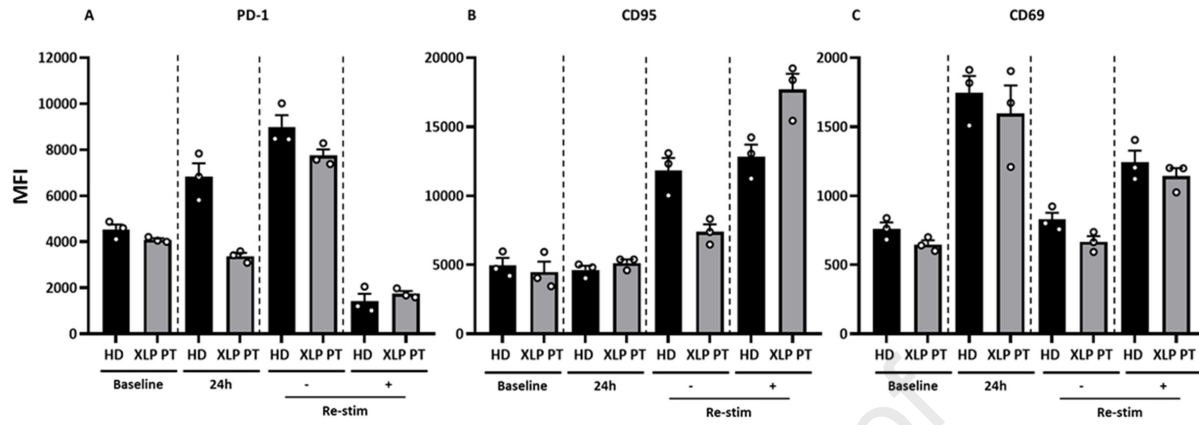 A PD-1 B CD95 C CD69
12000 20000 2000
10000 15000 1500
8000 10000 1000
6000 5000 500
4000 0 0
2000
0
MFI
HD XLP PT HD XLP PT HD XLP PT HD XLP PT HD XLP PT HD XLP PT HD XLP PT HD XLP PT HD XLP PT HD XLP PT HD XLP PT HD XLP PT
Baseline 24h - + Baseline 24h - + Baseline 24h - +
Re-stim Re-stim Re-stim